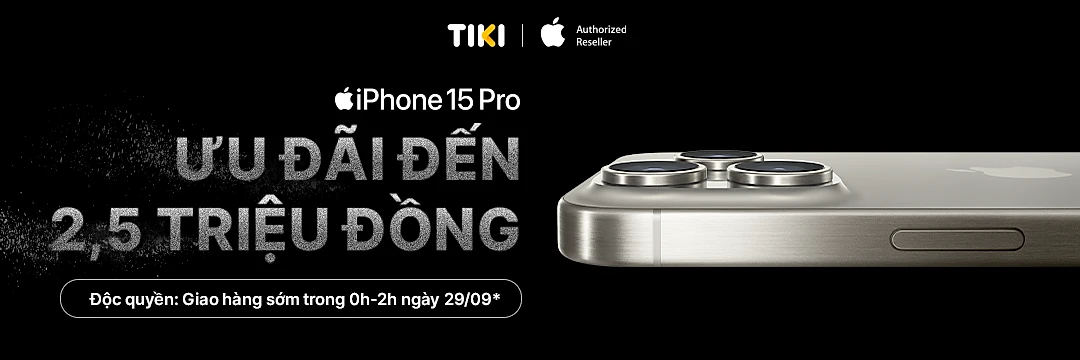 TIKI
Authorized
Reseller
iPhone 15 Pro
ƯU ĐÃI ĐẾN
2,5 TRIỆU ĐỒNG
Độc quyền: Giao hàng sớm trong 0h-2h ngày 29/09*